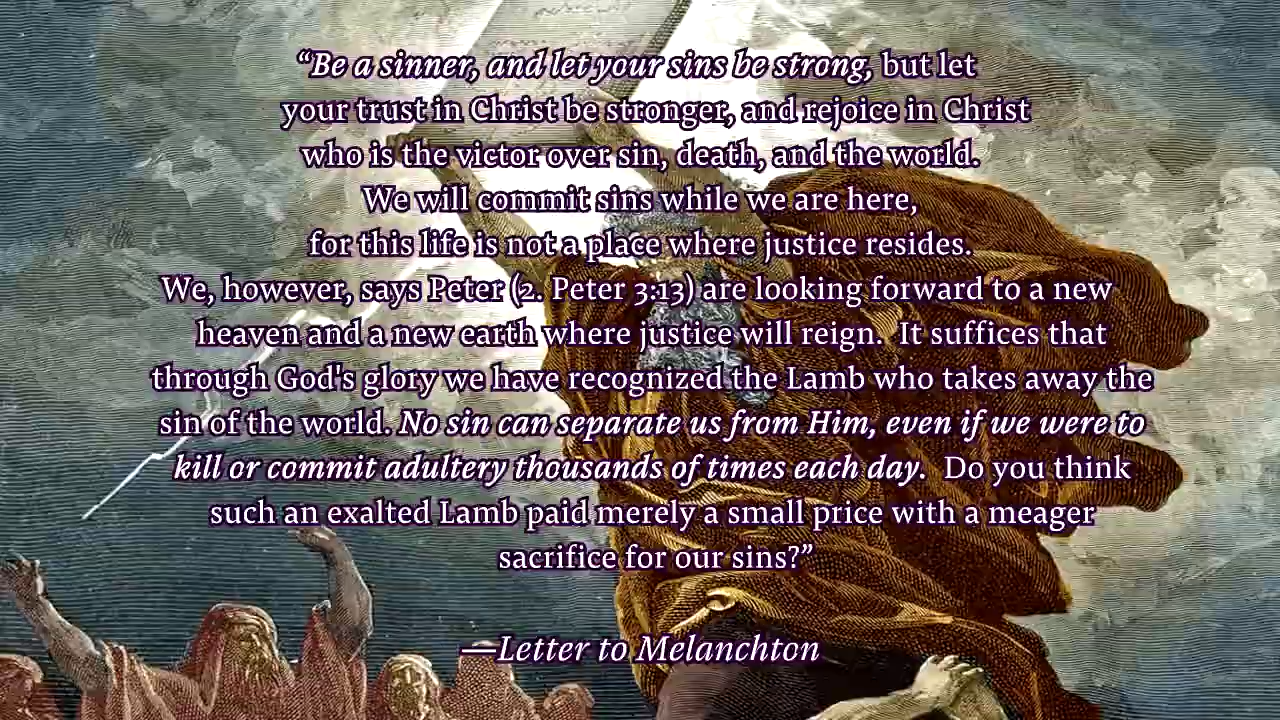 “Be a sinner, and let your sins be strong, but let
your trust in Christ be stronger, and rejoice in Christ
who is the victor over sin, death, and the world.
We will commit sins while we are here,
for this life is not a place where justice resides.
We, however, says Peter (2. Peter 3:13) are looking forward to a new
heaven and a new earth where justice will reign.  It suffices that
through God's glory we have recognized the Lamb who takes away the
sin of the world. No sin can separate us from Him, even if we were to
kill or commit adultery thousands of times each day.  Do you think
such an exalted Lamb paid merely a small price with a meager
sacrifice for our sins?”
—Letter to Melanchton